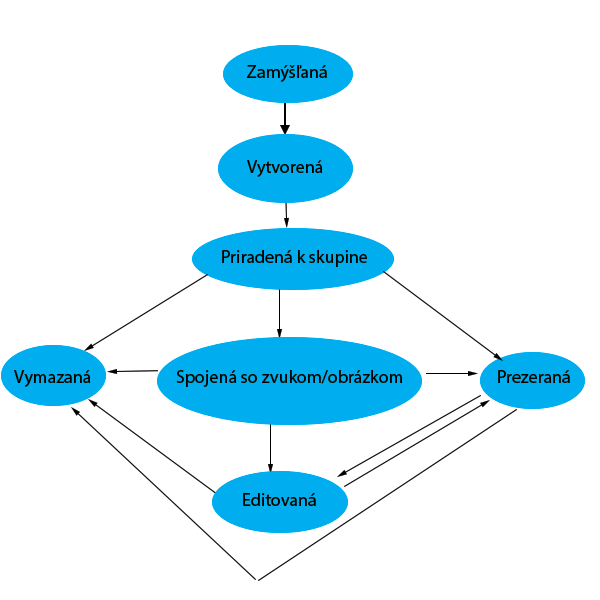 Zamýšľaná
Vytvorená
Priradená k skupine
Vymazaná
Spojená so zvukom/obrázkom
Prezeraná
Editovaná